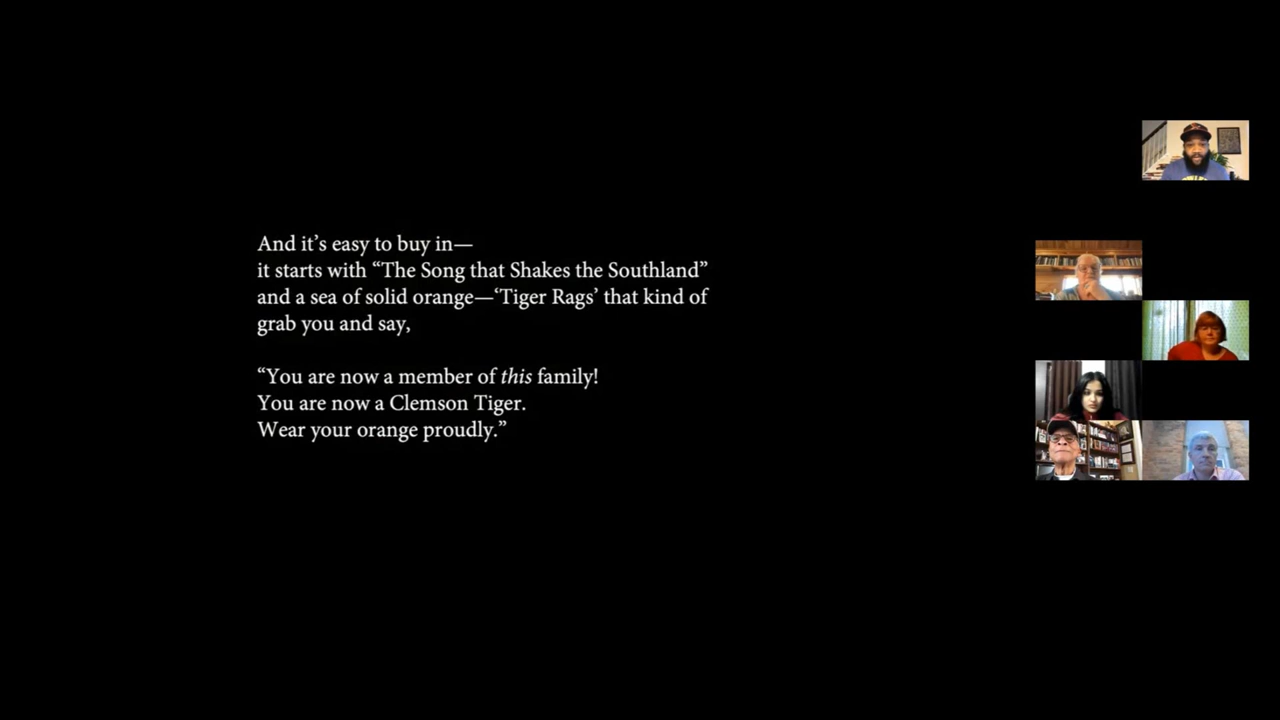 And it’s easy to buy in—
it starts with “The Song that Shakes the Southland”
and a sea of solid orange—‘Tiger Rags’ that kind of
grab you and say,
“You are now a member of this family!
You are now a Clemson Tiger.
Wear your orange proudly.”